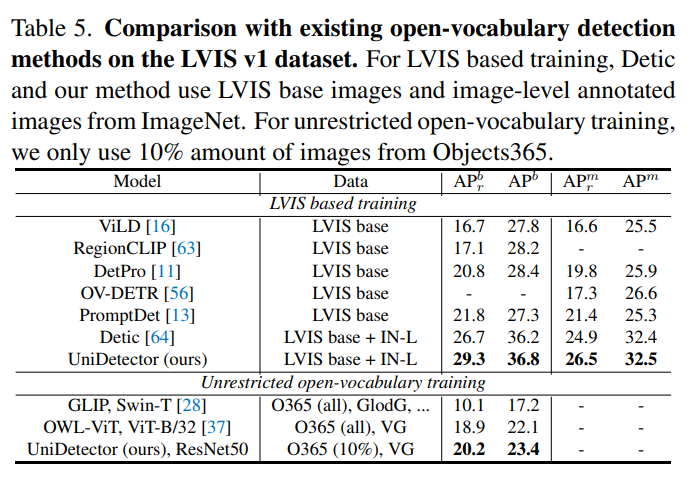 Table 5. Comparison with existing open-vocabulary detection
methods on the LVIS v1 dataset. For LVIS based training, Detic
and our method use LVIS base images and image-level annotated
images from ImageNet. For unrestricted open-vocabulary training,
we only use 10% amount of images from Objects365.
Model Data AP_r^b AP^b AP_r^m AP^m
LVIS based training
ViLD [16] LVIS base 16.7 27.8 16.6 25.5
RegionCLIP [63] LVIS base 17.1 28.2 - -
DetPro [11] LVIS base 20.8 28.4 19.8 25.9
OV-DETR [56] LVIS base - - 17.3 26.6
PromptDet [13] LVIS base 21.8 27.3 21.4 25.3
Detic [64] LVIS base + IN-L 26.7 36.2 24.9 32.4
UniDetector (ours) LVIS base + IN-L 29.3 36.8 26.5 32.5
Unrestricted open-vocabulary training
GLIP, Swin-T [28] O365 (all), GlodG, ... 10.1 17.2 - -
OWL-ViT, ViT-B/32 [37] O365 (all), VG 18.9 22.1 - -
UniDetector (ours), ResNet50 O365 (10%), VG 20.2 23.4 - -